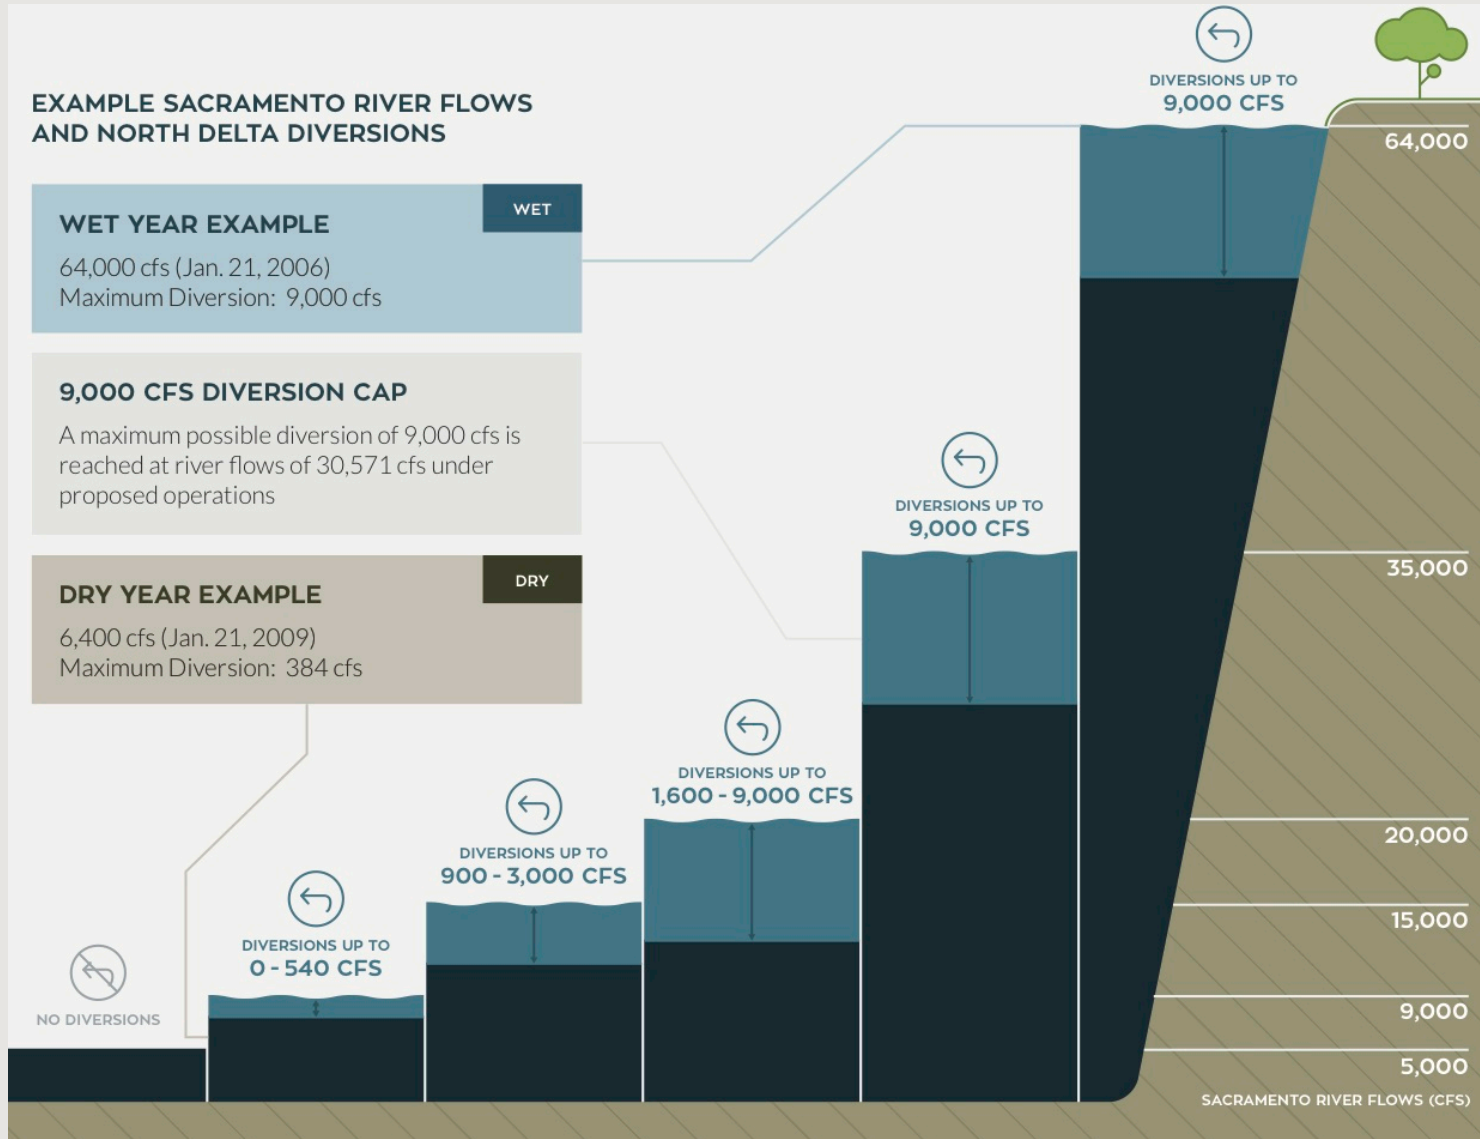 EXAMPLE SACRAMENTO RIVER FLOWS
AND NORTH DELTA DIVERSIONS
WET YEAR EXAMPLE
WET
64,000 cfs (Jan. 21, 2006)
Maximum Diversion: 9,000 cfs
9,000 CFS DIVERSION CAP
A maximum possible diversion of 9,000 cfs is
reached at river flows of 30,571 cfs under
proposed operations
DRY YEAR EXAMPLE
DRY
6,400 cfs (Jan. 21, 2009)
Maximum Diversion: 384 cfs
NO DIVERSIONS
DIVERSIONS UP TO
0 - 540 CFS
DIVERSIONS UP TO
900 - 3,000 CFS
DIVERSIONS UP TO
1,600 - 9,000 CFS
DIVERSIONS UP TO
9,000 CFS
DIVERSIONS UP TO
9,000 CFS
64,000
35,000
20,000
15,000
9,000
5,000
SACRAMENTO RIVER FLOWS (CFS)